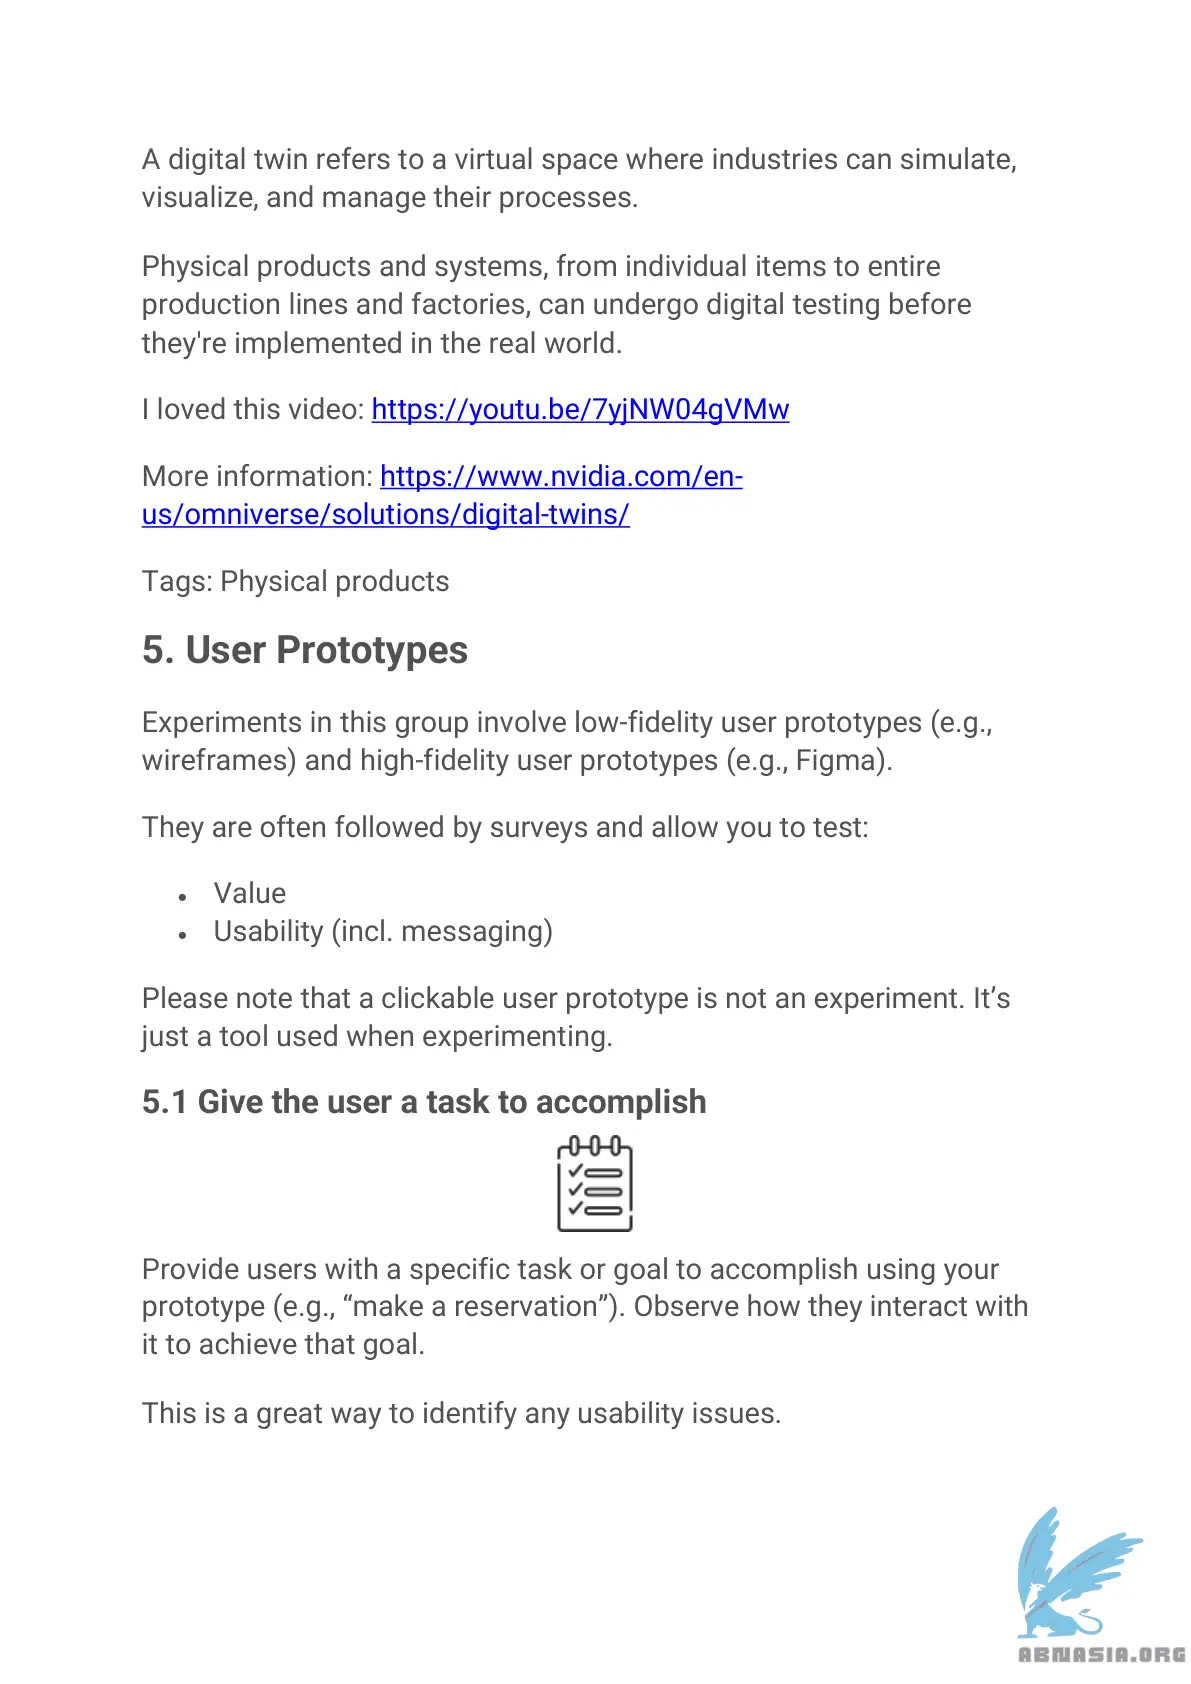 A digital twin refers to a virtual space where industries can simulate,
visualize, and manage their processes.
Physical products and systems, from individual items to entire
production lines and factories, can undergo digital testing before
they're implemented in the real world.
I loved this video: https://youtu.be/7yjNW04gVMw
More information: https://www.nvidia.com/en-
us/omniverse/solutions/digital-twins/
Tags: Physical products
5. User Prototypes
Experiments in this group involve low-fidelity user prototypes (e.g.,
wireframes) and high-fidelity user prototypes (e.g., Figma).
They are often followed by surveys and allow you to test:
• Value
• Usability (incl. messaging)
Please note that a clickable user prototype is not an experiment. It’s
just a tool used when experimenting.
5.1 Give the user a task to accomplish
Provide users with a specific task or goal to accomplish using your
prototype (e.g., “make a reservation”). Observe how they interact with
it to achieve that goal.
This is a great way to identify any usability issues.
ABNASIA.ORG